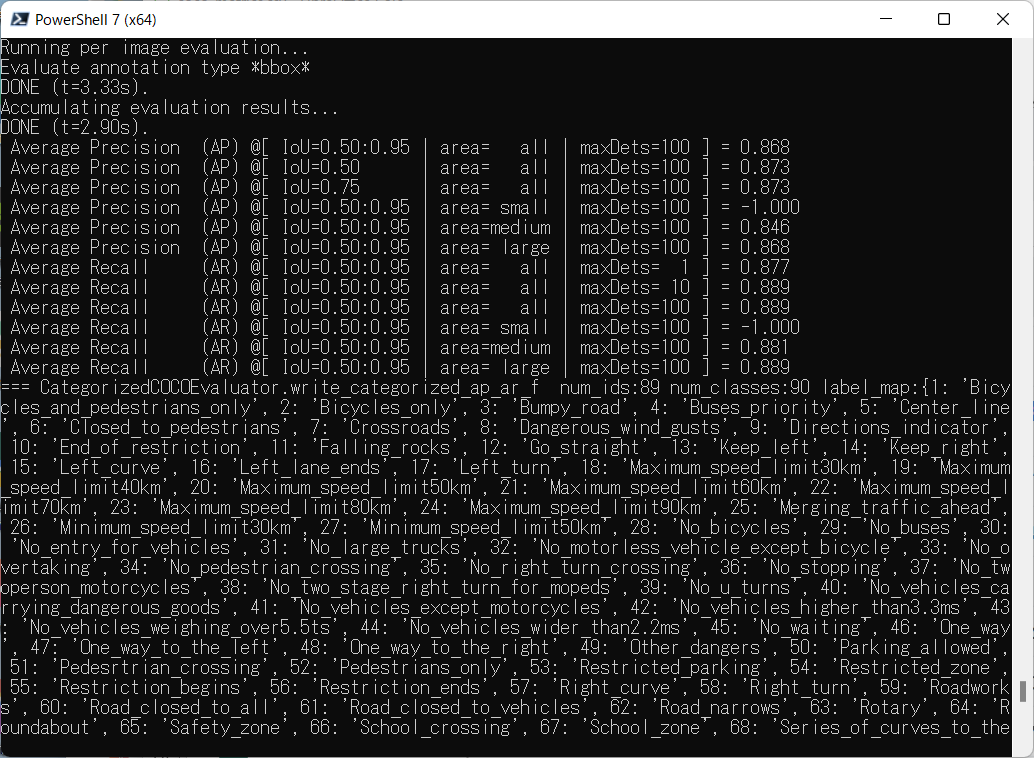 PowerShell 7 (x64)
Running per image evaluation...
Evaluate annotation type *bbox*
DONE (t=3.33s).
Accumulating evaluation results...
DONE (t=2.90s).
Average Precision  (AP) @[ IoU=0.50:0.95 | area=   all | maxDets=100 ] = 0.868
Average Precision  (AP) @[ IoU=0.50      | area=   all | maxDets=100 ] = 0.873
Average Precision  (AP) @[ IoU=0.75      | area=   all | maxDets=100 ] = 0.873
Average Precision  (AP) @[ IoU=0.50:0.95 | area= small | maxDets=100 ] = -1.000
Average Precision  (AP) @[ IoU=0.50:0.95 | area=medium | maxDets=100 ] = 0.846
Average Precision  (AP) @[ IoU=0.50:0.95 | area= large | maxDets=100 ] = 0.868
Average Recall     (AR) @[ IoU=0.50:0.95 | area=   all | maxDets=  1 ] = 0.877
Average Recall     (AR) @[ IoU=0.50:0.95 | area=   all | maxDets= 10 ] = 0.889
Average Recall     (AR) @[ IoU=0.50:0.95 | area=   all | maxDets=100 ] = 0.889
Average Recall     (AR) @[ IoU=0.50:0.95 | area= small | maxDets=100 ] = -1.000
Average Recall     (AR) @[ IoU=0.50:0.95 | area=medium | maxDets=100 ] = 0.881
Average Recall     (AR) @[ IoU=0.50:0.95 | area= large | maxDets=100 ] = 0.889
=== CategorizedCOCOEvaluator.write_categorized_ap_ar_f  num_ids:89 num_classes:90 label_map:{1: 'Bicy
cles_and_pedestrians_only', 2: 'Bicycles_only', 3: 'Bumpy_road', 4: 'Buses_priority', 5: 'Center_line
', 6: 'Closed_to_pedestrians', 7: 'Crossroads', 8: 'Dangerous_wind_gusts', 9: 'Directions_indicator',
10: 'End_of_restriction', 11: 'Falling_rocks', 12: 'Go_straight', 13: 'Keep_left', 14: 'Keep_right',
15: 'Left_curve', 16: 'Left_lane_ends', 17: 'Left_turn', 18: 'Maximum_speed_limit30km', 19: 'Maximum
_speed_limit40km', 20: 'Maximum_speed_limit50km', 21: 'Maximum_speed_limit60km', 22: 'Maximum_speed_l
imit70km', 23: 'Maximum_speed_limit80km', 24: 'Maximum_speed_limit90km', 25: 'Merging_traffic_ahead',
26: 'Minimum_speed_limit30km', 27: 'Minimum_speed_limit50km', 28: 'No_bicycles', 29: 'No_buses', 30:
'No_entry_for_vehicles', 31: 'No_large_trucks', 32: 'No_motorless_vehicle_except_bicycle', 33: 'No_o
vertaking', 34: 'No_pedestrian_crossing', 35: 'No_right_turn_crossing', 36: 'No_stopping', 37: 'No_tw
operson_motorcycles', 38: 'No_two_stage_right_turn_for_mopeds', 39: 'No_u_turns', 40: 'No_vehicles_ca
rrying_dangerous_goods', 41: 'No_vehicles_except_motorcycles', 42: 'No_vehicles_higher_than3.3ms', 43
: 'No_vehicles_weighing_over5.5ts', 44: 'No_vehicles_wider_than2.2ms', 45: 'No_waiting', 46: 'One_way
', 47: 'One_way_to_the_left', 48: 'One_way_to_the_right', 49: 'Other_dangers', 50: 'Parking_allowed',
51: 'Pedesrtrian_crossing', 52: 'Pedestrians_only', 53: 'Restricted_parking', 54: 'Restricted_zone',
55: 'Restriction_begins', 56: 'Restriction_ends', 57: 'Right_curve', 58: 'Right_turn', 59: 'Roadwork
s', 60: 'Road_closed_to_all', 61: 'Road_closed_to_vehicles', 62: 'Road_narrows', 63: 'Rotary', 64: 'R
oundabout', 65: 'Safety_zone', 66: 'School_crossing', 67: 'School_zone', 68: 'Series_of_curves_to_the